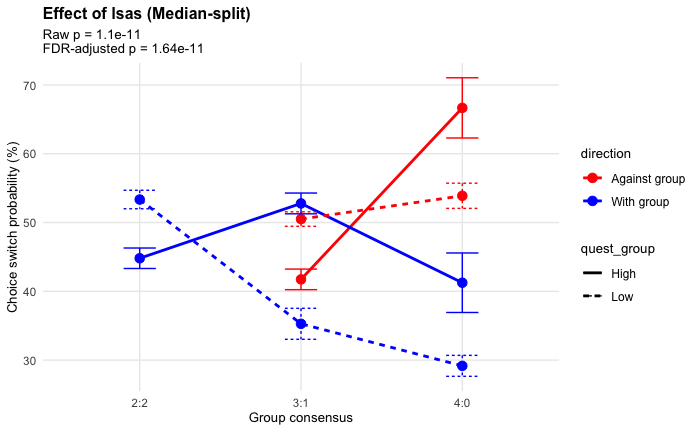 Effect of lsas (Median-split)
Raw p = 1.1e-11
FDR-adjusted p = 1.64e-11
Choice switch probability (%)
70
60
50
40
30
2:2
3:1
4:0
Group consensus
direction
Against group
With group
quest_group
High
Low